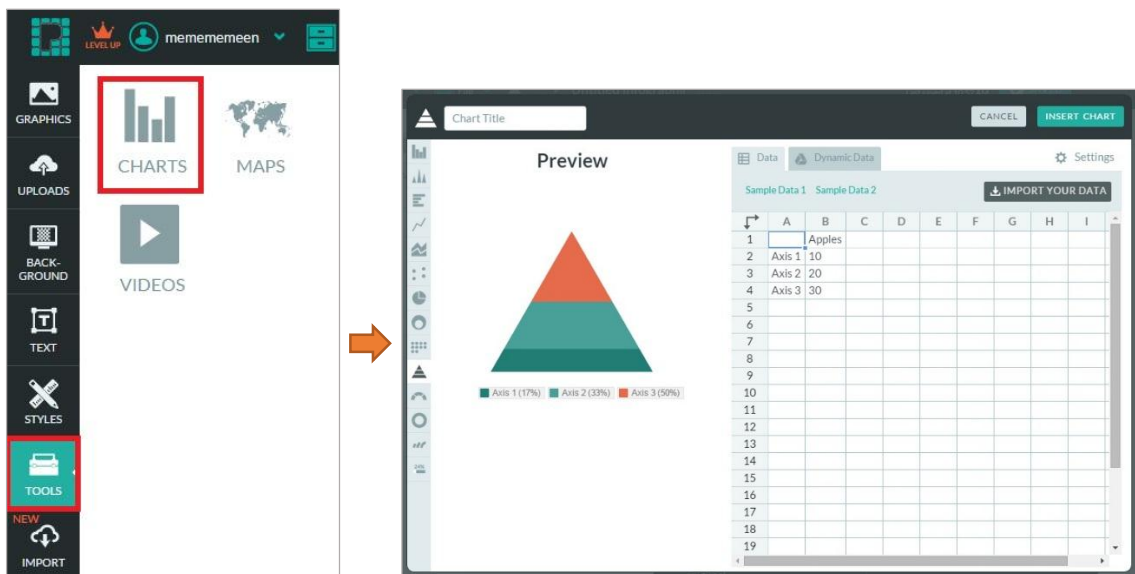 LEVEL UP
memememeen
GRAPHICS
UPLOADS
BACK-
GROUND
TEXT
STYLES
TOOLS
NEW
IMPORT
CHARTS
MAPS
VIDEOS
Chart Title
CANCEL
INSERT CHART
Preview
Axis 1 (17%) Axis 2 (33%) Axis 3 (50%)
Data
Dynamic Data
Settings
Sample Data 1 Sample Data 2
IMPORT YOUR DATA
A B C D E F G H I
1 Apples
2 Axis 1 10
3 Axis 2 20
4 Axis 3 30
5
6
7
8
9
10
11
12
13
14
15
16
17
18
19